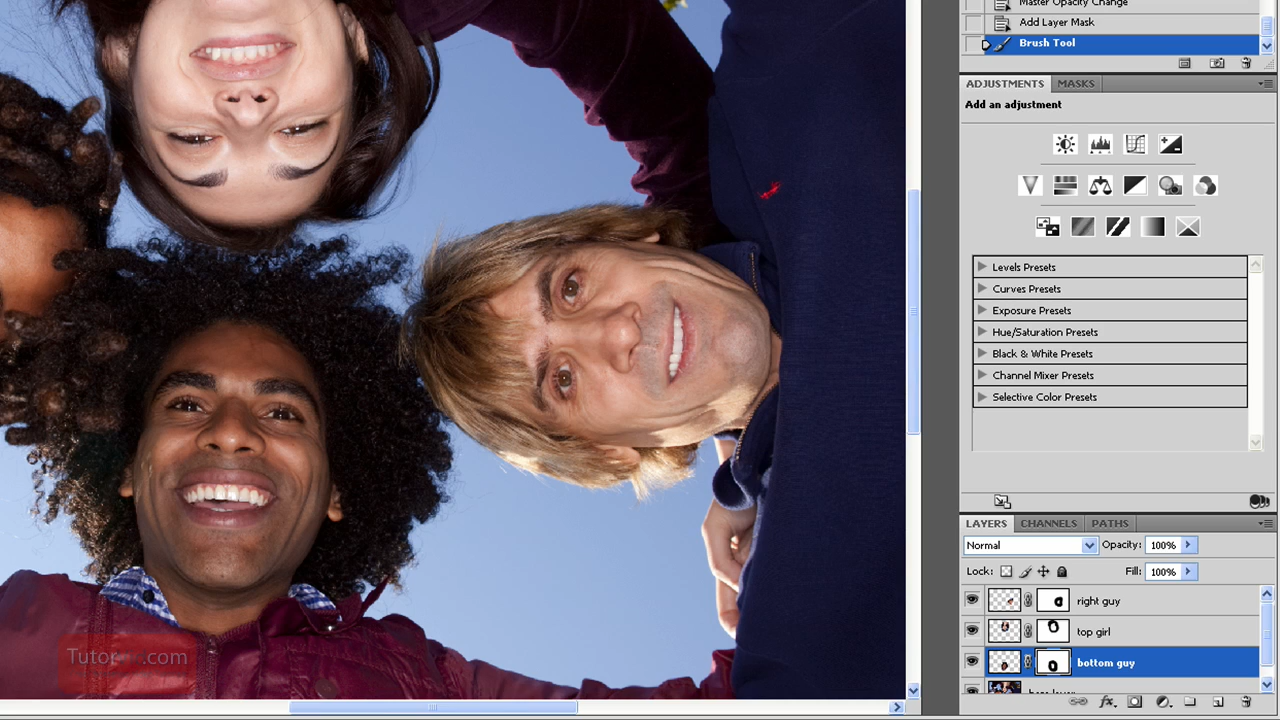 Master Opacity Change
Add Layer Mask
Brush Tool
ADJUSTMENTS MASKS
Add an adjustment
Levels Presets
Curves Presets
Exposure Presets
Hue/Saturation Presets
Black & White Presets
Channel Mixer Presets
Selective Color Presets
LAYERS CHANNELS PATHS
Normal Opacity: 100%
Lock: Fill: 100%
right guy
top girl
bottom guy